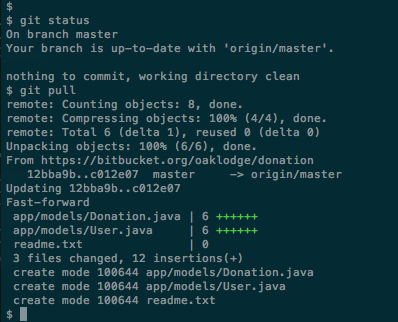 $
$ git status
On branch master
Your branch is up-to-date with 'origin/master'.
nothing to commit, working directory clean
$ git pull
remote: Counting objects: 8, done.
remote: Compressing objects: 100% (4/4), done.
remote: Total 6 (delta 1), reused 0 (delta 0)
Unpacking objects: 100% (6/6), done.
From https://bitbucket.org/oaklodge/donation
   12bba9b..c012e07  master     -> origin/master
Updating 12bba9b..c012e07
Fast-forward
 app/models/Donation.java | 6 ++++++
 app/models/User.java     | 6 ++++++
 readme.txt               | 0
 3 files changed, 12 insertions(+)
 create mode 100644 app/models/Donation.java
 create mode 100644 app/models/User.java
 create mode 100644 readme.txt
$